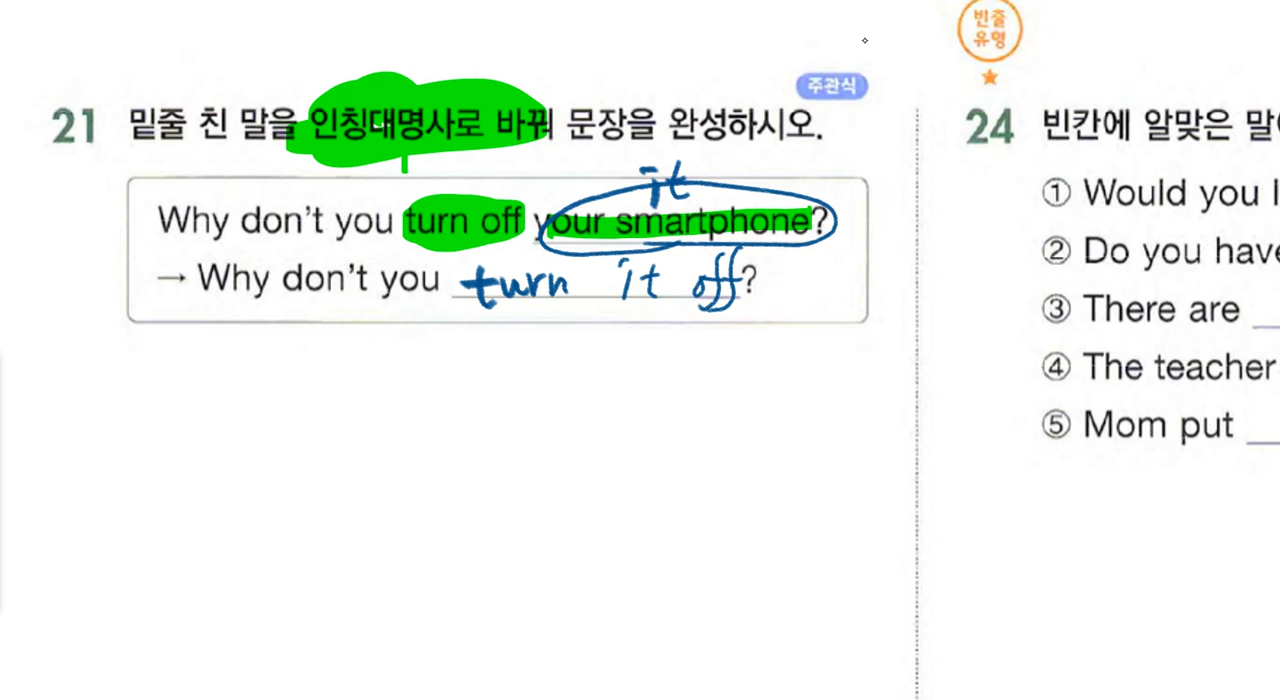 빈출
유형
주관식
21 밑줄 친 말을 인칭대명사로 바꿔 문장을 완성하시오.
it
Why don't you turn off your smartphone?
→ Why don't you turn it off?
24 빈칸에 알맞은 말
① Would you
② Do you have
③ There are
④ The teacher
⑤ Mom put